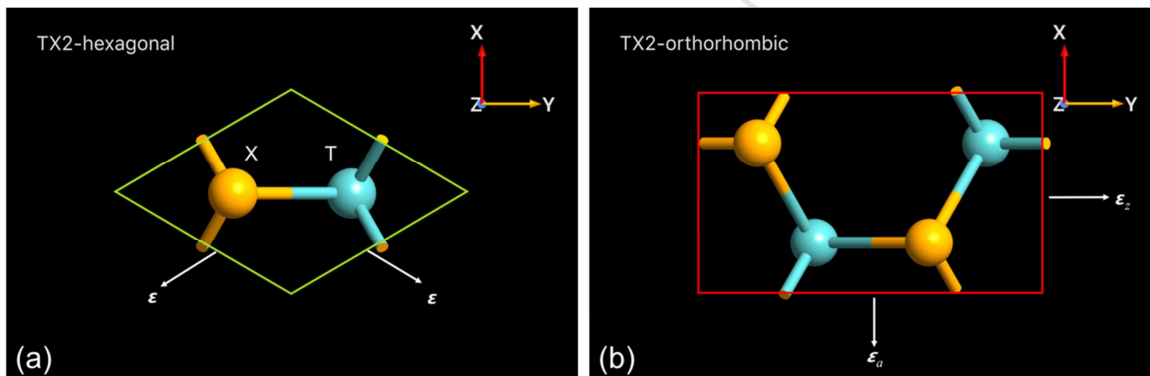 TX2-hexagonal
X
Z
Y
X
T
ε
ε
(a)
TX2-orthorhombic
X
Z
Y
εz
εa
(b)